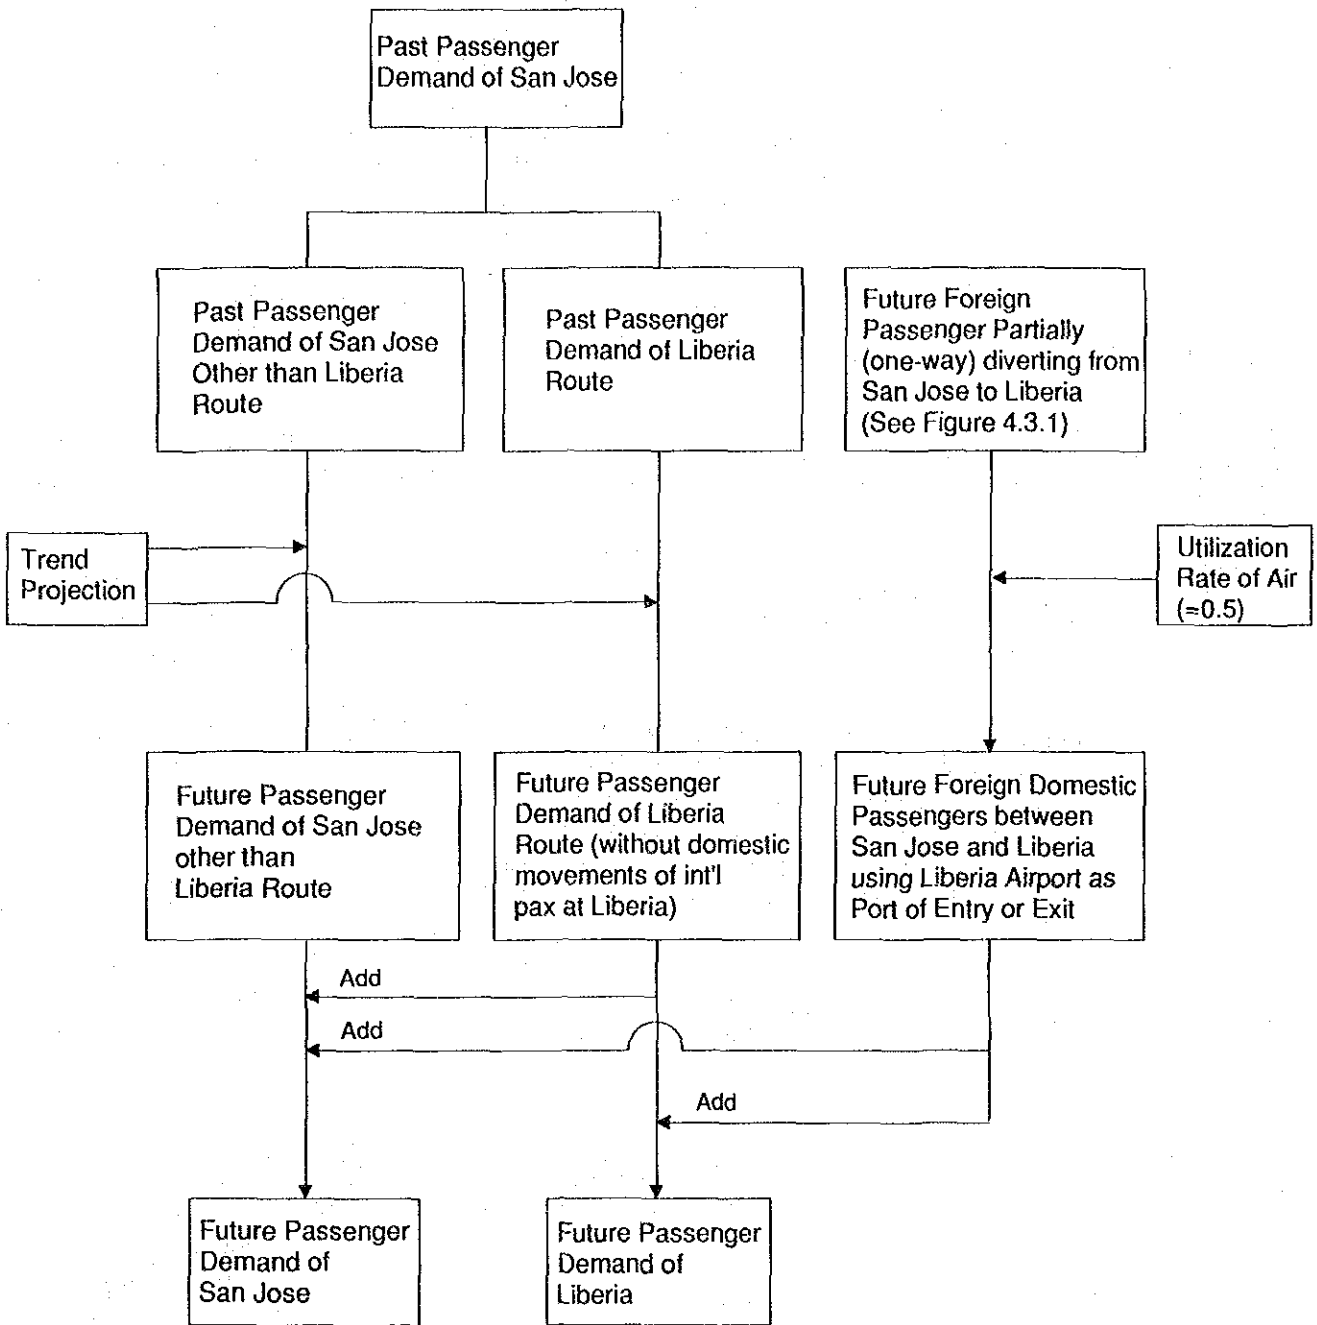 Past Passenger
Demand of San Jose
Past Passenger
Demand of San Jose
Other than Liberia
Route
Past Passenger
Demand of Liberia
Route
Future Foreign
Passenger Partially
(one-way) diverting from
San Jose to Liberia
(See Figure 4.3.1)
Trend
Projection
Utilization
Rate of Air
(=0.5)
Future Passenger
Demand of San Jose
other than
Liberia Route
Future Passenger
Demand of Liberia
Route (without domestic
movements of int'l
pax at Liberia)
Future Foreign Domestic
Passengers between
San Jose and Liberia
using Liberia Airport as
Port of Entry or Exit
Add
Add
Add
Future Passenger
Demand of
San Jose
Future Passenger
Demand of
Liberia